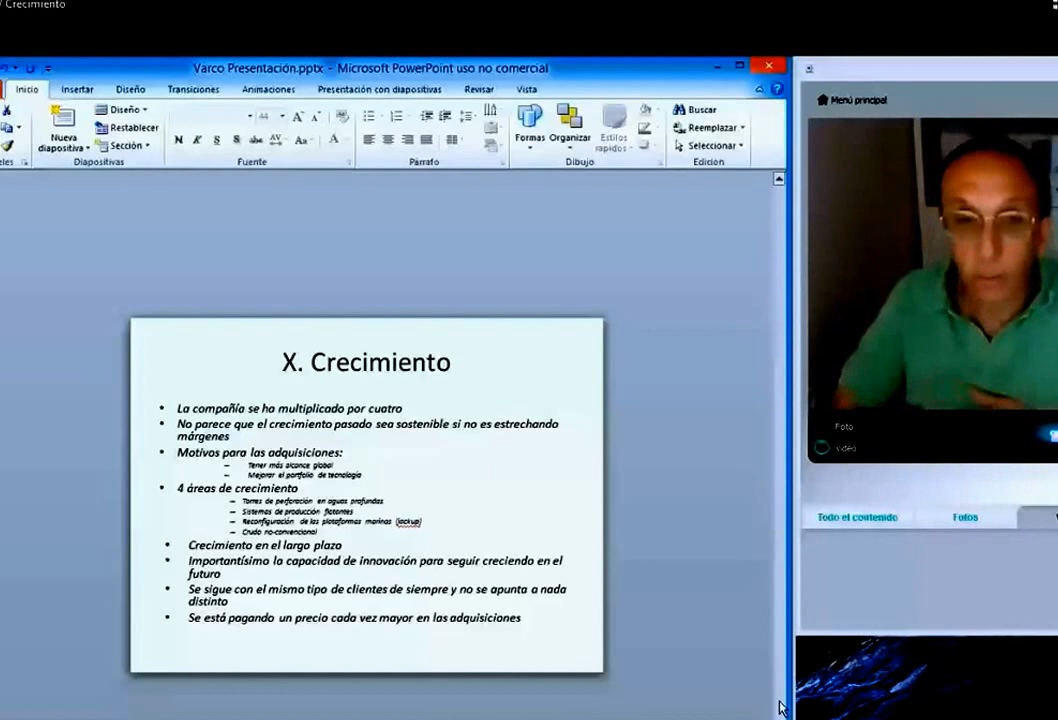 / Crecimiento
Varco Presentación.pptx - Microsoft PowerPoint uso no comercial
Inicio Insertar Diseño Transiciones Animaciones Presentación con diapositivas Revisar Vista
Nueva diapositiva
Diseño
Restablecer
Sección
Diapositivas
44
N K S S abc AV Aa A
Fuente
Párrafo
Formas Organizar Estilos rápidos
Dibujo
Buscar
Reemplazar
Seleccionar
Edicion
X. Crecimiento
• La compañía se ha multiplicado por cuatro
• No parece que el crecimiento pasado sea sostenible si no es estrechando
márgenes
• Motivos para las adquisiciones:
– Tener más alcance global
– Mejorar el portfolio de tecnología
• 4 áreas de crecimiento
– Torres de perforación en aguas profundas
– Sistemas de producción flotantes
– Reconfiguración de las plataformas marinas (jackup)
– Crudo no-convencional
• Crecimiento en el largo plazo
• Importantísimo la capacidad de innovación para seguir creciendo en el
futuro
• Se sigue con el mismo tipo de clientes de siempre y no se apunta a nada
distinto
• Se está pagando un precio cada vez mayor en las adquisiciones
Menú principal
Foto
Video
Todo el contenido Fotos